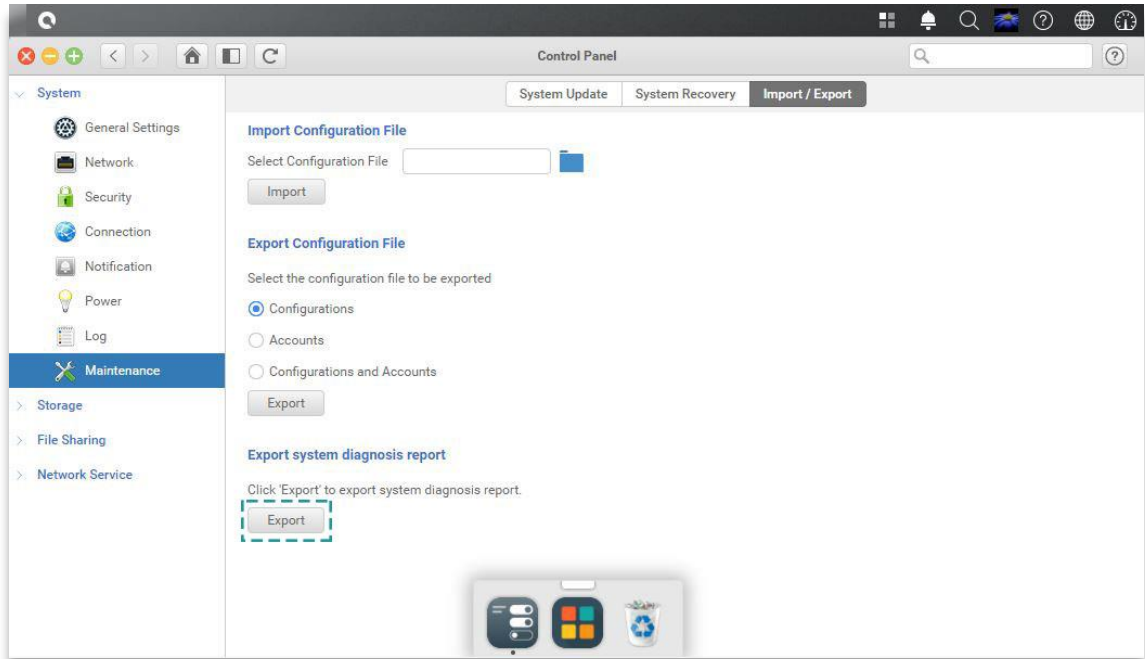 Control Panel
System
System Update
System Recovery
Import / Export
General Settings
Network
Security
Connection
Notification
Power
Log
Maintenance
Storage
File Sharing
Network Service
Import Configuration File
Select Configuration File
Import
Export Configuration File
Select the configuration file to be exported
Configurations
Accounts
Configurations and Accounts
Export
Export system diagnosis report
Click 'Export' to export system diagnosis report.
Export